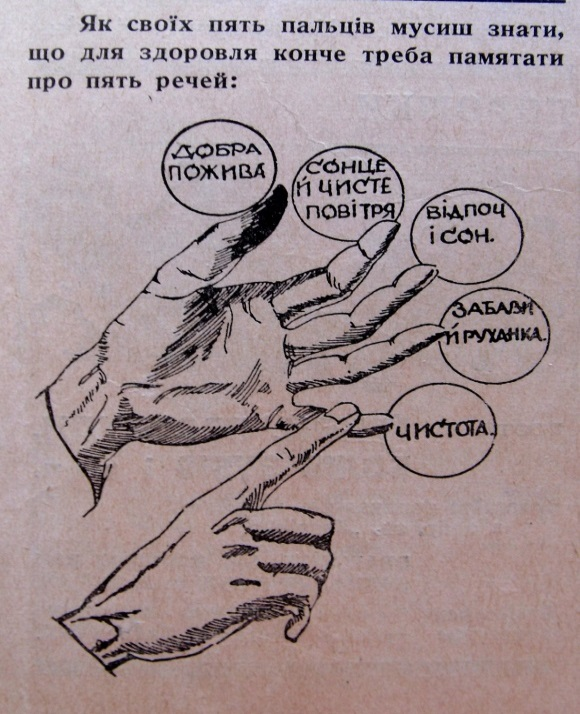 Як своїх пять пальців мусиш знати,
що для здоровля конче треба памятати
про пять речей:
ДОБРА
ПОЖИВА
СОНЦЕ
Й ЧИСТЕ
ПОВІТРЯ
ВІДПОЧ
І СОН.
ЗАБАВИ
Й РУХАНКА.
ЧИСТОТА.